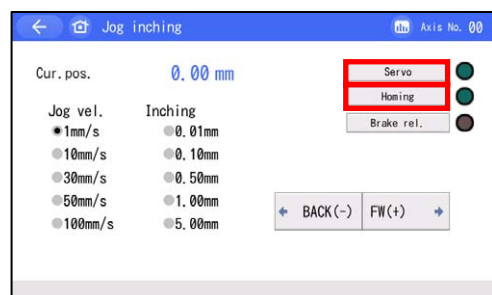 Jog inching Axis No. 00
Cur.pos. 0.00 mm Servo
Homing
Jog vel. Inching Brake rel.
1mm/s 0.01mm
10mm/s 0.10mm
30mm/s 0.50mm
50mm/s 1.00mm BACK(-) FW(+)
100mm/s 5.00mm